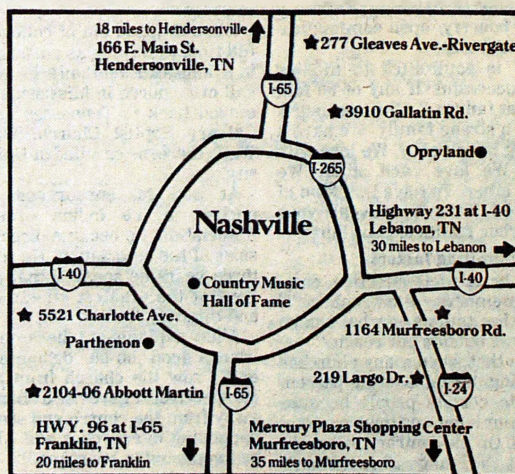 18 miles to Hendersonville
166 E. Main St.
Hendersonville, TN
277 Gleaves Ave.-Rivergate
I-65
3910 Gallatin Rd.
Opryland
I-265
Nashville
Highway 231 at I-40
Lebanon, TN
30 miles to Lebanon
I-40
I-40
Country Music
Hall of Fame
5521 Charlotte Ave.
Parthenon
1164 Murfreesboro Rd.
219 Largo Dr.
I-24
2104-06 Abbott Martin
I-65
HWY. 96 at I-65
Franklin, TN
20 miles to Franklin
Mercury Plaza Shopping Center
Murfreesboro, TN
35 miles to Murfreesboro